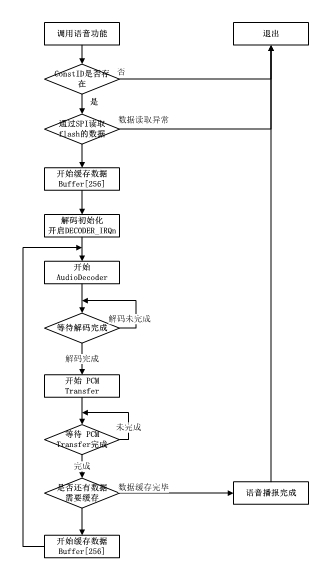 调用语音功能
退出
ConstID是否存
在
否
是
通过SPI读取
flash的数据
数据读取异常
开始缓存数据
Buffer[256]
解码初始化
开启DECODER_IRQn
开始
AudioDecoder
解码未完成
等待解码完成
解码完成
开始 PCM
Transfer
未完成
等待 PCM
Transfer完成
完成
是否还有数据
需要缓存
数据缓存完毕
语音播报完成
开始缓存数据
Buffer[256]